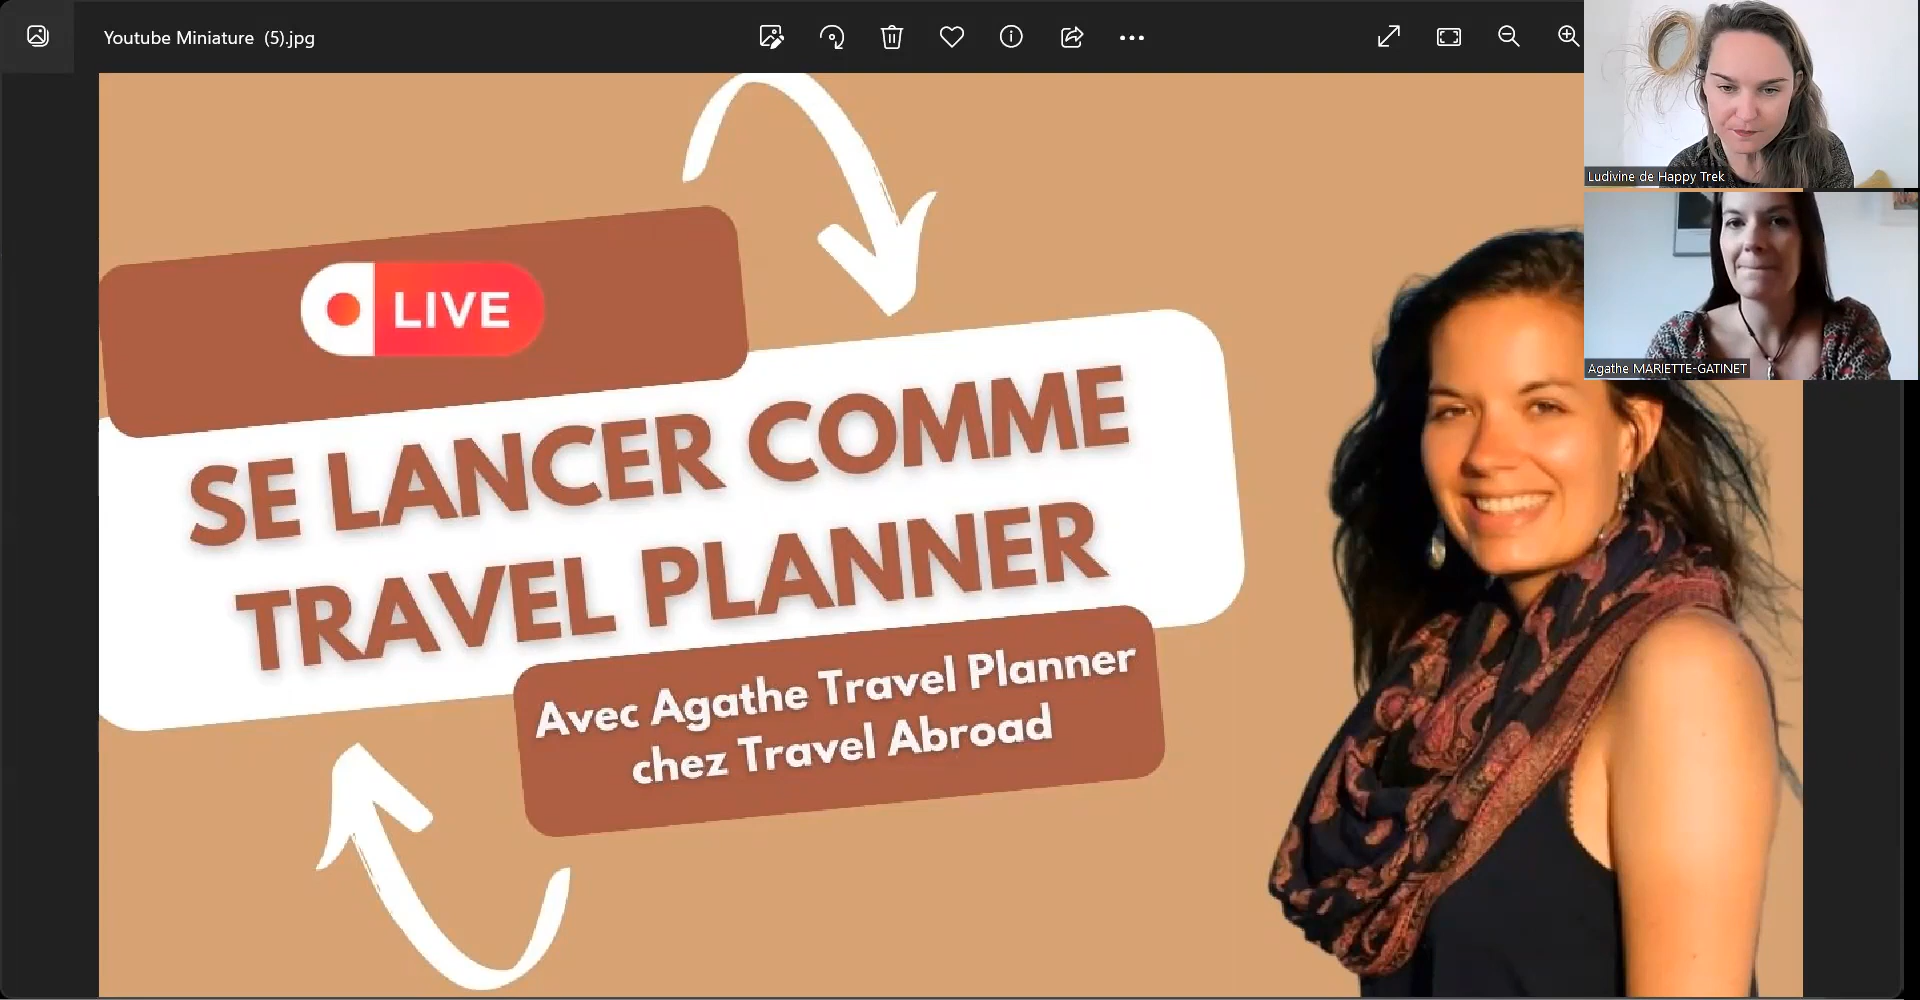 Youtube Miniature (5).jpg
Ludivine de Happy Trek
Agathe MARIETTE-GATINET
LIVE
SE LANCER COMME
TRAVEL PLANNER
Avec Agathe Travel Planner
chez Travel Abroad